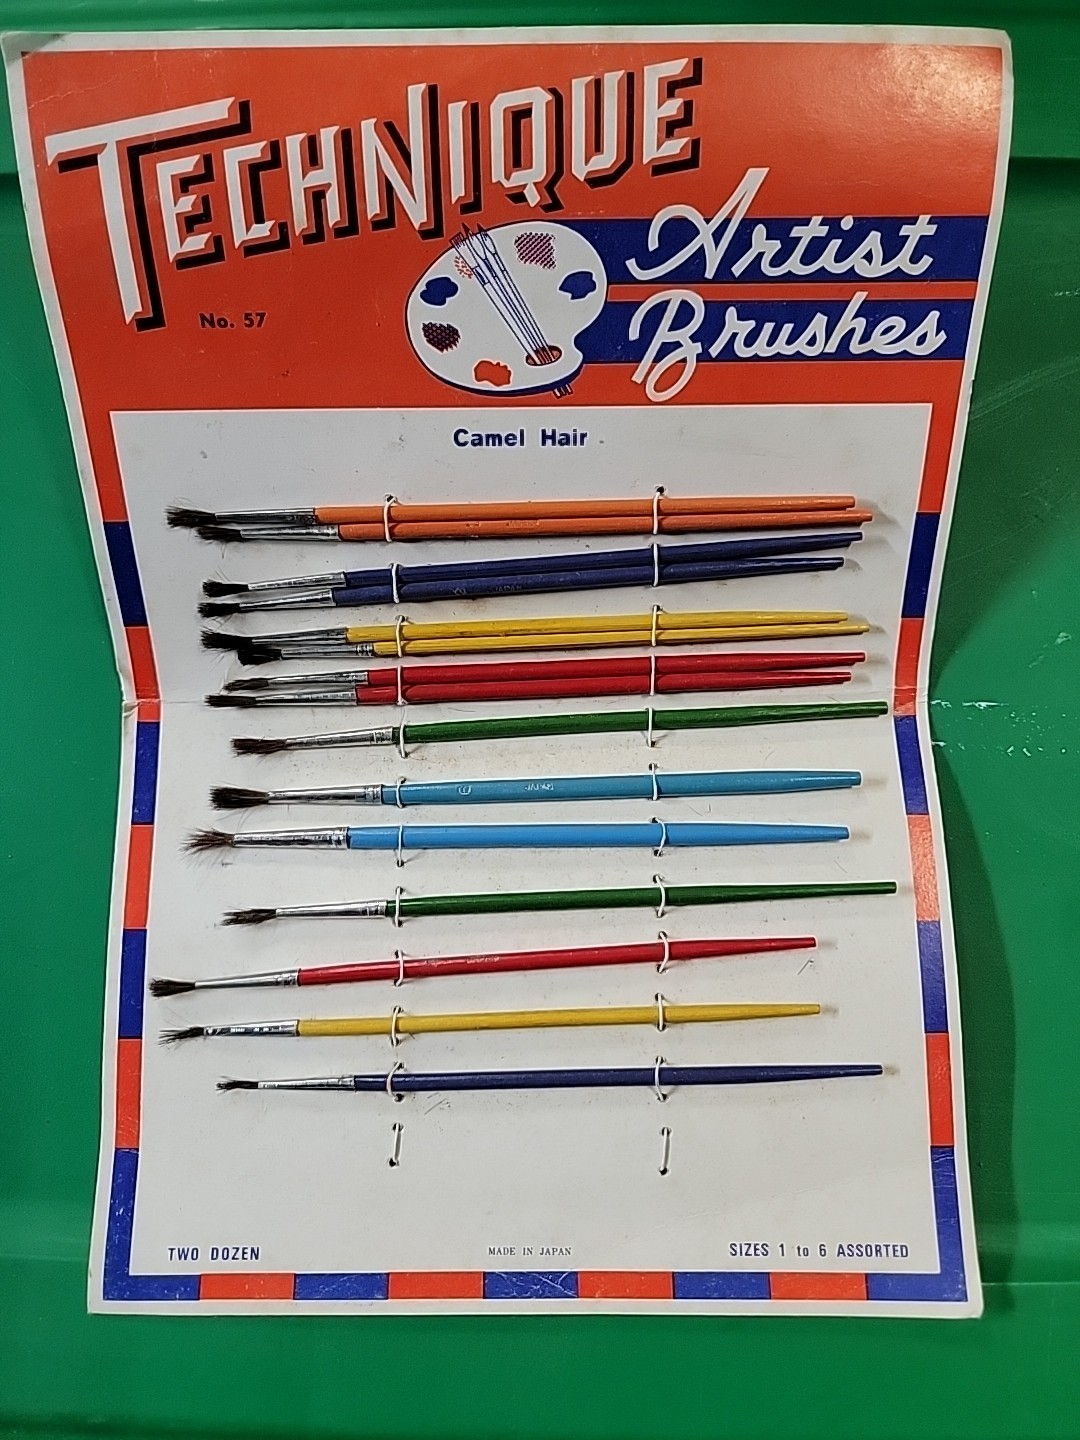 TECHNIQUE
Artist
Brushes
No. 57
Camel Hair
TWO DOZEN
MADE IN JAPAN
SIZES 1 to 6 ASSORTED